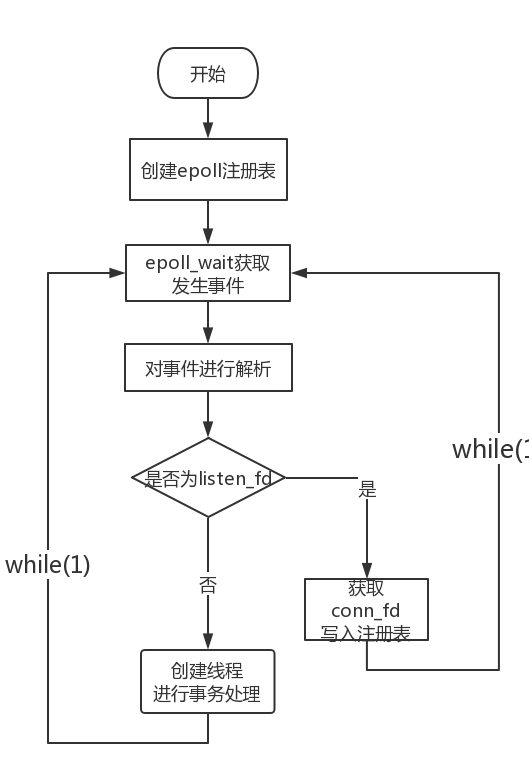 开始
创建epoll注册表
epoll_wait获取
发生事件
对事件进行解析
是否为listen_fd
是
while(1
while(1)
否
获取
conn_fd
写入注册表
创建线程
进行事务处理